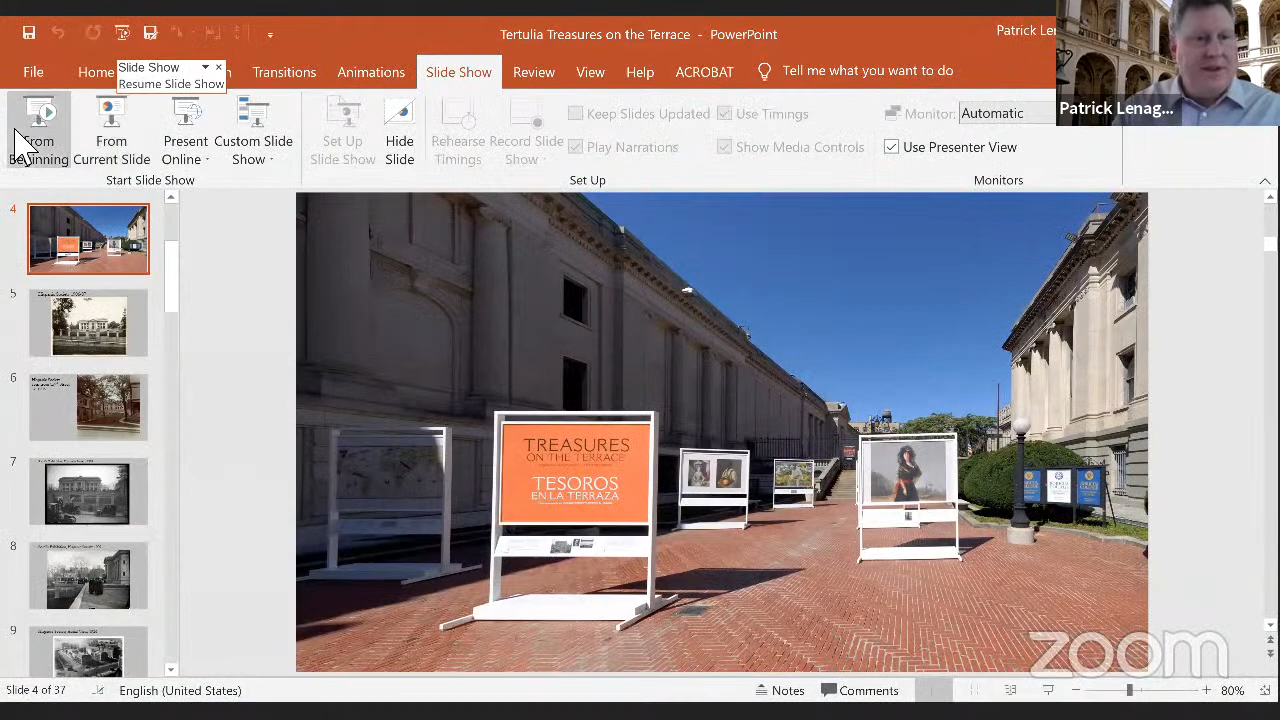 Tertulia Treasures on the Terrace - PowerPoint
Patrick Len
File Home Transitions Animations Slide Show Review View Help ACROBAT Tell me what you want to do
Slide Show
Resume Slide Show
From Beginning
From Current Slide
Present Online
Custom Slide Show
Set Up Slide Show
Hide Slide
Rehearse Timings
Record Slide Show
Keep Slides Updated
Play Narrations
Use Timings
Show Media Controls
Monitor: Automatic
Use Presenter View
Patrick Lenag...
Start Slide Show
Set Up
Monitors
4
5
6
7
8
9
TREASURES
ON THE TERRACE
TESOROS
EN LA TERRAZA
zoom
Slide 4 of 37
English (United States)
Notes
Comments
80%